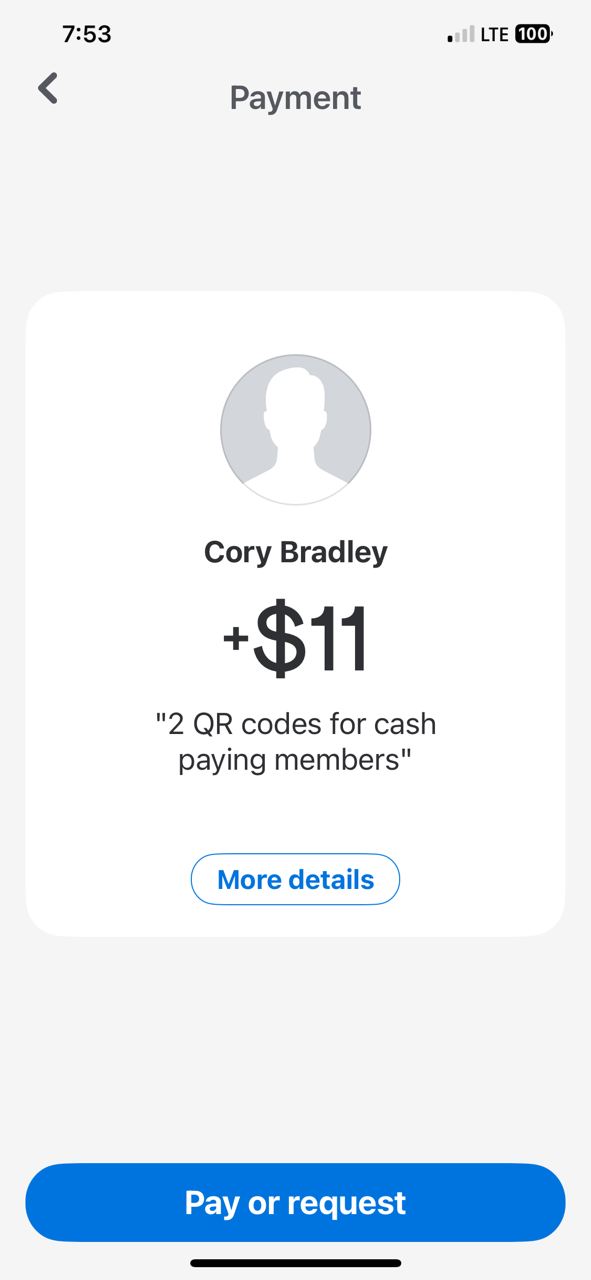 7:53
LTE 100
Payment
Cory Bradley
+$11
"2 QR codes for cash
paying members"
More details
Pay or request